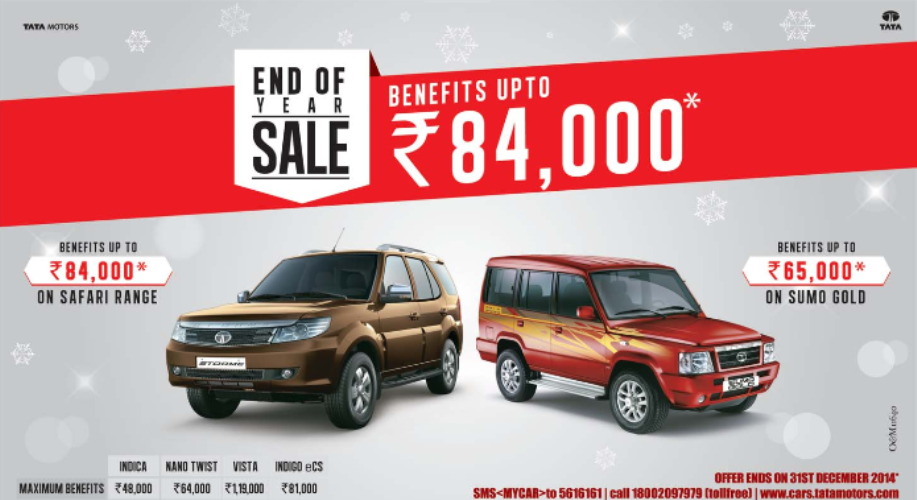 TATA MOTORS
TATA
END OF
YEAR
SALE
BENEFITS UPTO
₹84,000*
BENEFITS UP TO
₹84,000*
ON SAFARI RANGE
BENEFITS UP TO
₹65,000*
ON SUMO GOLD
STORME
O&M11640
INDICA NANO TWIST VISTA INDIGO eCS
MAXIMUM BENEFITS ₹48,000 ₹64,000 ₹1,19,000 ₹81,000
OFFER ENDS ON 31ST DECEMBER 2014*
SMS<MYCAR>to 5616161 | call 18002097979 (tollfree) | www.cars.tatamotors.com